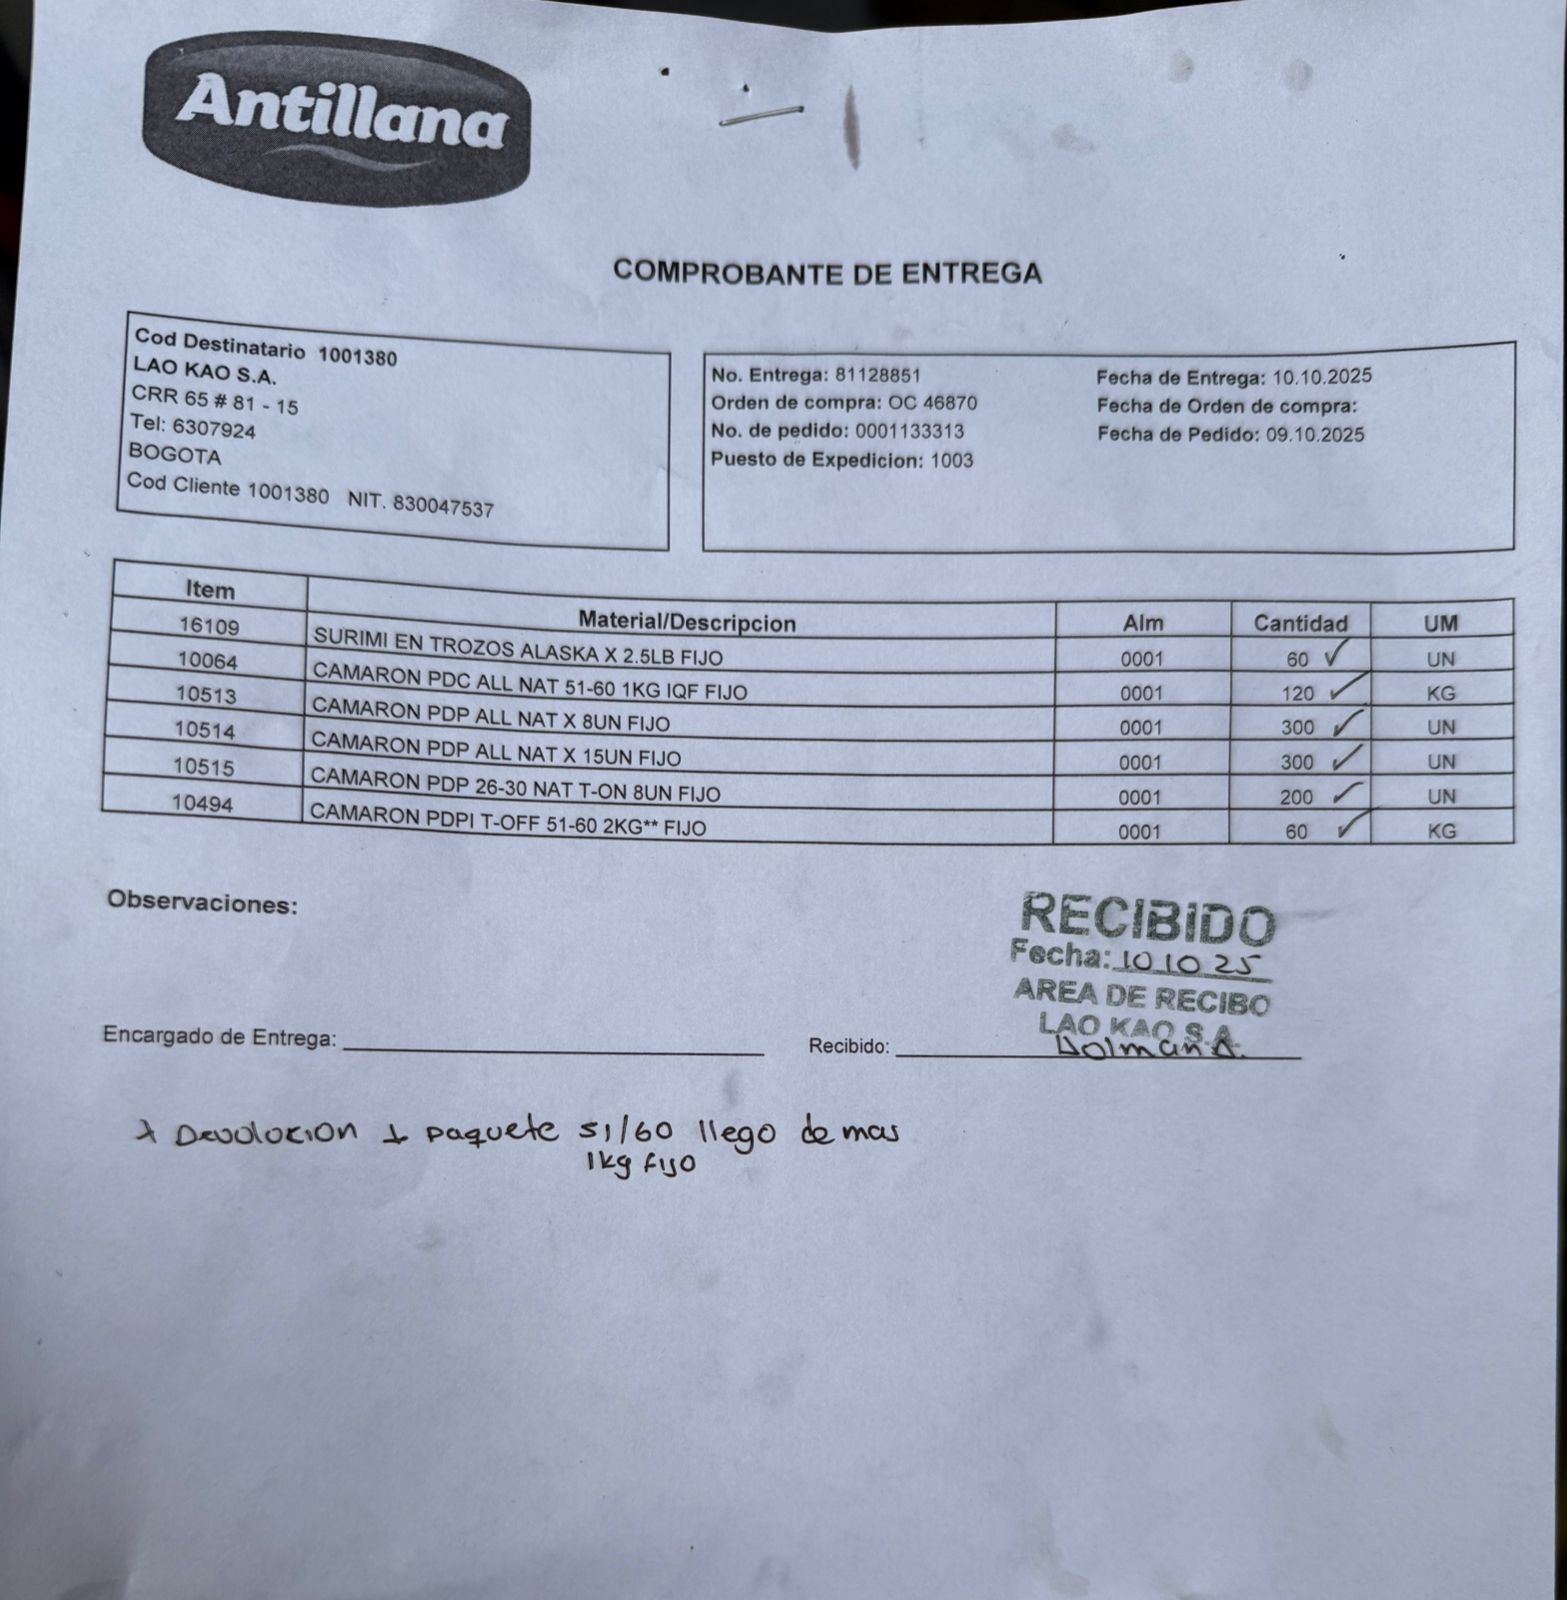 Antillana
COMPROBANTE DE ENTREGA
Cod Destinatario 1001380
LAO KAO S.A.
CRR 65 # 81 - 15
Tel: 6307924
BOGOTA
Cod Cliente 1001380 NIT. 830047537
No. Entrega: 81128851
Orden de compra: OC 46870
No. de pedido: 0001133313
Puesto de Expedicion: 1003
Fecha de Entrega: 10.10.2025
Fecha de Orden de compra:
Fecha de Pedido: 09.10.2025
Item Material/Descripcion Alm Cantidad UM
16109 SURIMI EN TROZOS ALASKA X 2.5LB FIJO 0001 60 ✓ UN
10064 CAMARON PDC ALL NAT 51-60 1KG IQF FIJO 0001 120 ✓ KG
10513 CAMARON PDP ALL NAT X 8UN FIJO 0001 300 ✓ UN
10514 CAMARON PDP ALL NAT X 15UN FIJO 0001 300 ✓ UN
10515 CAMARON PDP 26-30 NAT T-ON 8UN FIJO 0001 200 ✓ UN
10494 CAMARON PDPI T-OFF 51-60 2KG** FIJO 0001 60 ✓ KG
Observaciones:
RECIBIDO
Fecha: 10 10 25
AREA DE RECIBO
LAO KAO S.A.
Encargado de Entrega:
Recibido: Dolman A.
Devolucion 1 paquete 51/60 llego de mas
1kg fijo